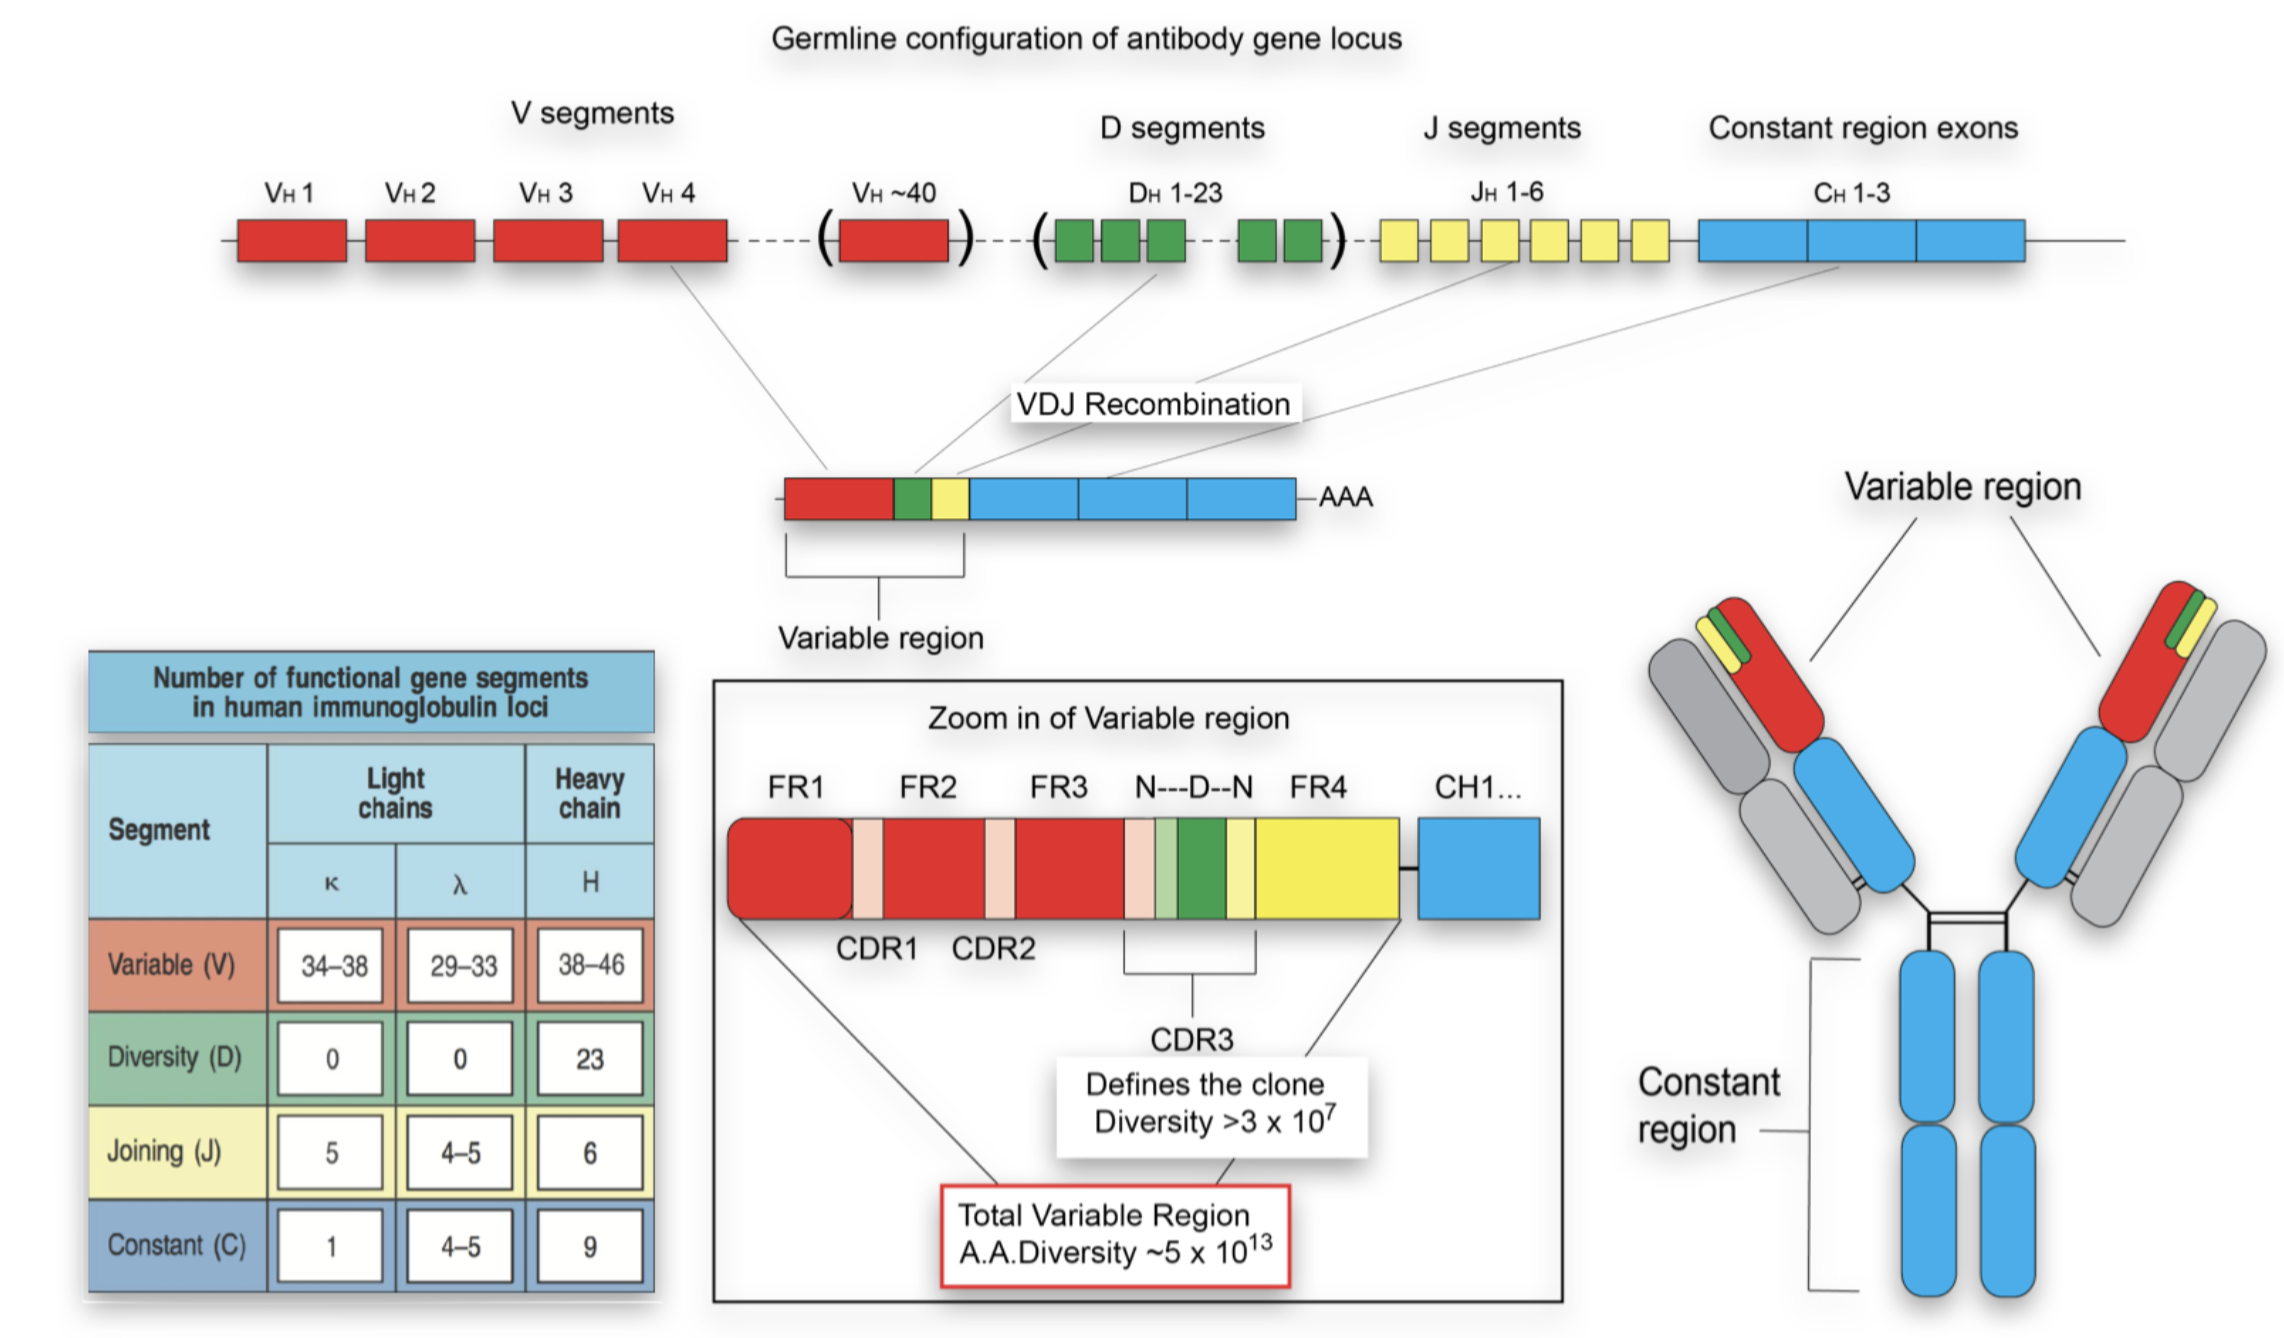 Germline configuration of antibody gene locus
V segments
D segments
J segments
Constant region exons
VH 1
VH 2
VH 3
VH 4
VH ~40
DH 1-23
JH 1-6
CH 1-3
( )
( )
VDJ Recombination
AAA
Variable region
Variable region
Number of functional gene segments
in human immunoglobulin loci
Segment
Light
chains
Heavy
chain
κ
λ
H
Variable (V)
34–38
29–33
38–46
Diversity (D)
0
0
23
Joining (J)
5
4–5
6
Constant (C)
1
4–5
9
Zoom in of Variable region
FR1
FR2
FR3
N---D--N
FR4
CH1...
CDR1
CDR2
CDR3
Defines the clone
Diversity >3 x 10⁷
Total Variable Region
A.A.Diversity ~5 x 10¹³
Constant
region